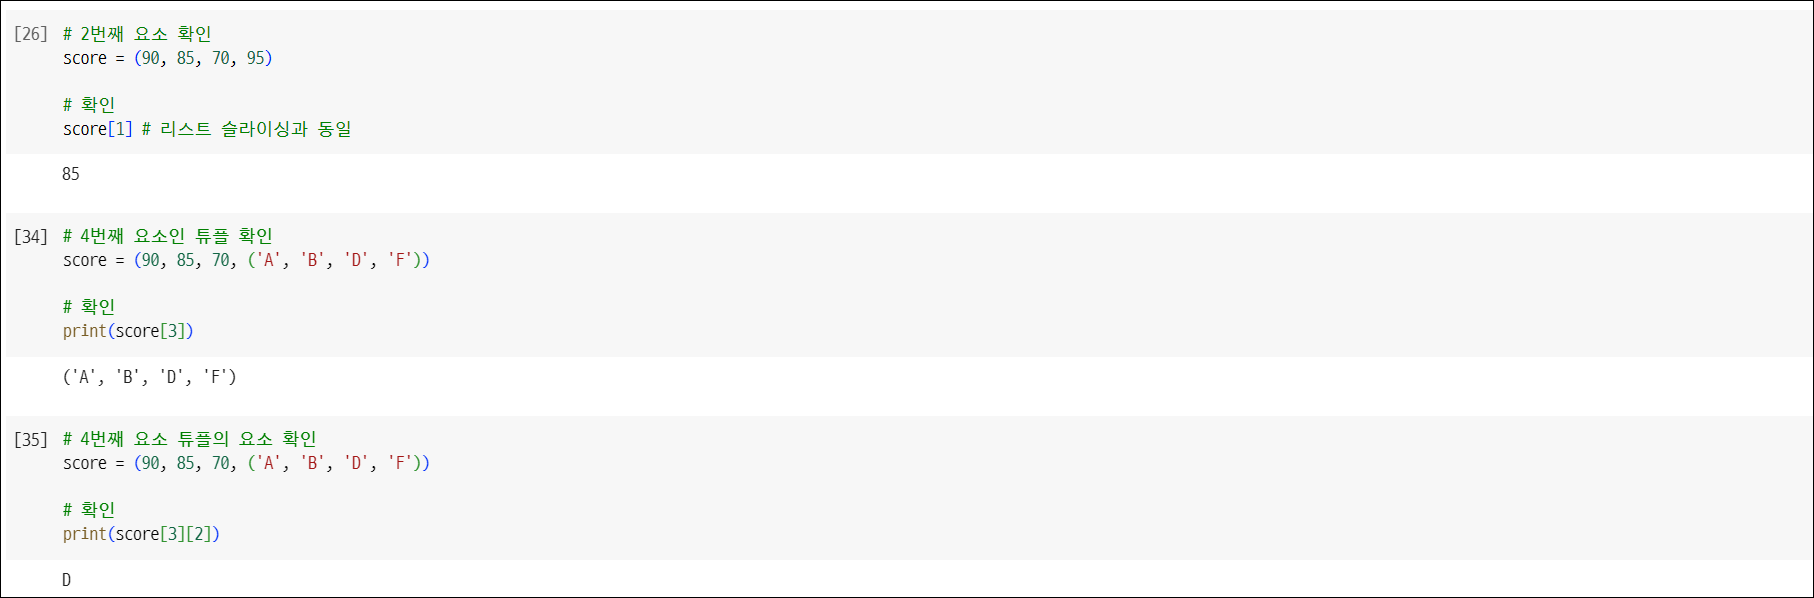 [26] # 2번째 요소 확인
score = (90, 85, 70, 95)
# 확인
score[1] # 리스트 슬라이싱과 동일
85
[34] # 4번째 요소인 튜플 확인
score = (90, 85, 70, ('A', 'B', 'D', 'F'))
# 확인
print(score[3])
('A', 'B', 'D', 'F')
[35] # 4번째 요소 튜플의 요소 확인
score = (90, 85, 70, ('A', 'B', 'D', 'F'))
# 확인
print(score[3][2])
D